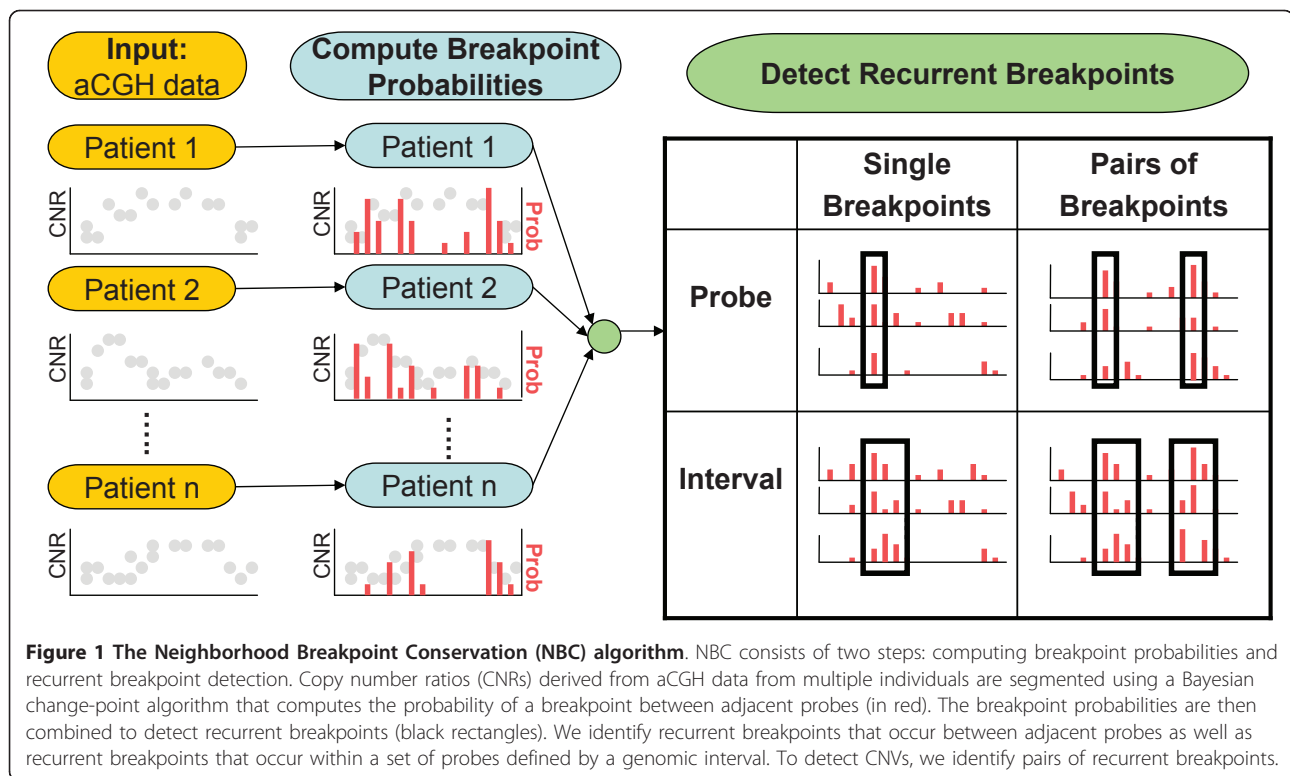 Input:
aCGH data
Compute Breakpoint
Probabilities
Detect Recurrent Breakpoints
Patient 1
Patient 1
CNR
CNR
Prob
Patient 2
Patient 2
CNR
CNR
Prob
Patient n
Patient n
CNR
CNR
Prob
Single
Breakpoints
Pairs of
Breakpoints
Probe
Interval
Figure 1 The Neighborhood Breakpoint Conservation (NBC) algorithm. NBC consists of two steps: computing breakpoint probabilities and
recurrent breakpoint detection. Copy number ratios (CNRs) derived from aCGH data from multiple individuals are segmented using a Bayesian
change-point algorithm that computes the probability of a breakpoint between adjacent probes (in red). The breakpoint probabilities are then
combined to detect recurrent breakpoints (black rectangles). We identify recurrent breakpoints that occur between adjacent probes as well as
recurrent breakpoints that occur within a set of probes defined by a genomic interval. To detect CNVs, we identify pairs of recurrent breakpoints.